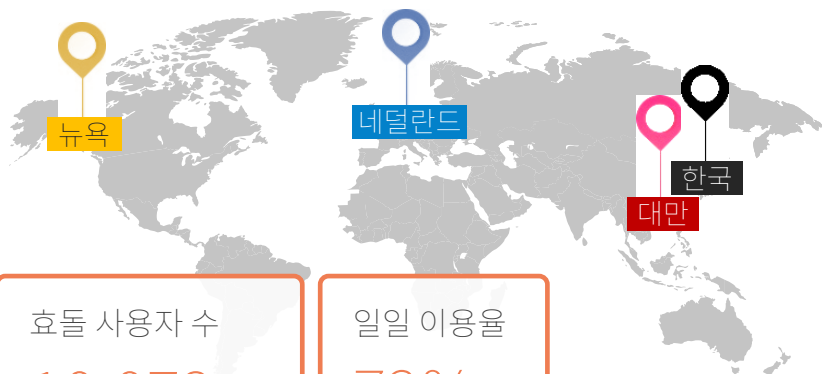 뉴욕
네덜란드
한국
대만
효돌 사용자 수
일일 이용율